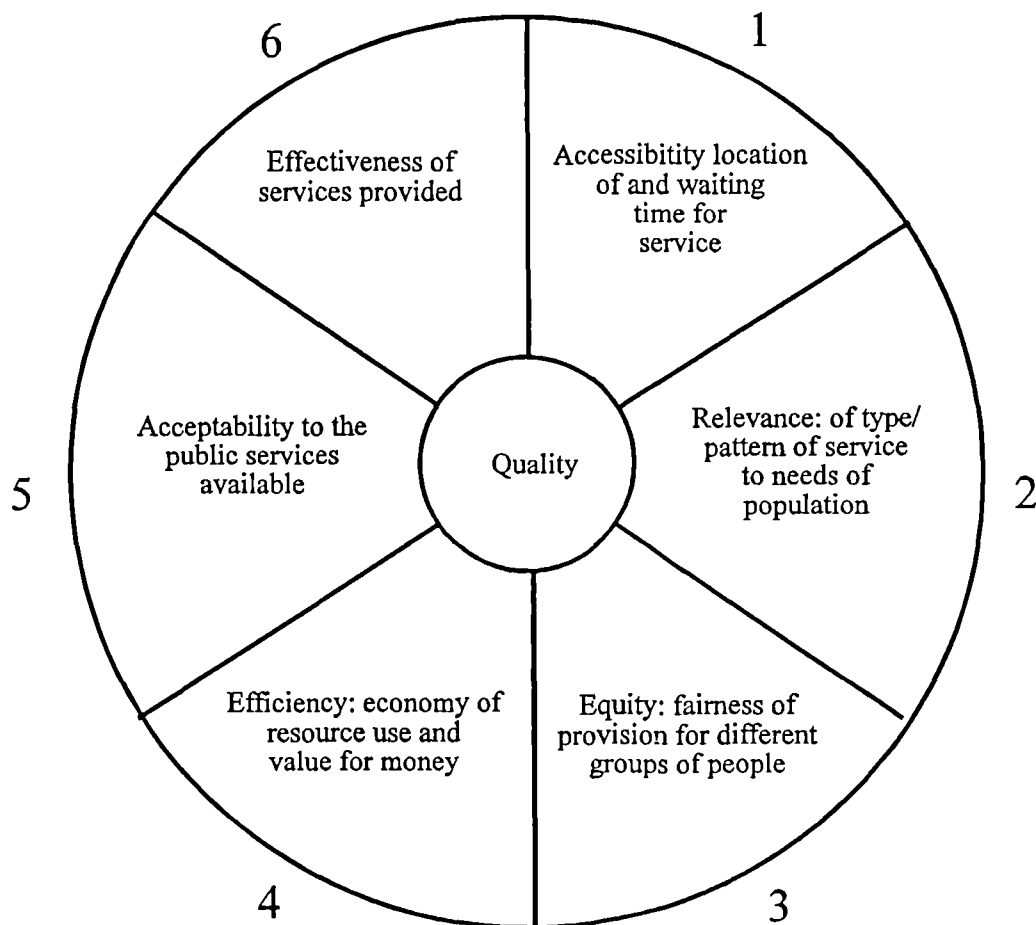 6
1
Effectiveness of
services provided
Accessibitity location
of and waiting
time for
service
Acceptability to the
public services
available
5
Quality
Relevance: of type/
pattern of service
to needs of
population
2
Efficiency: economy of
resource use and
value for money
Equity: fairness of
provision for different
groups of people
4
3